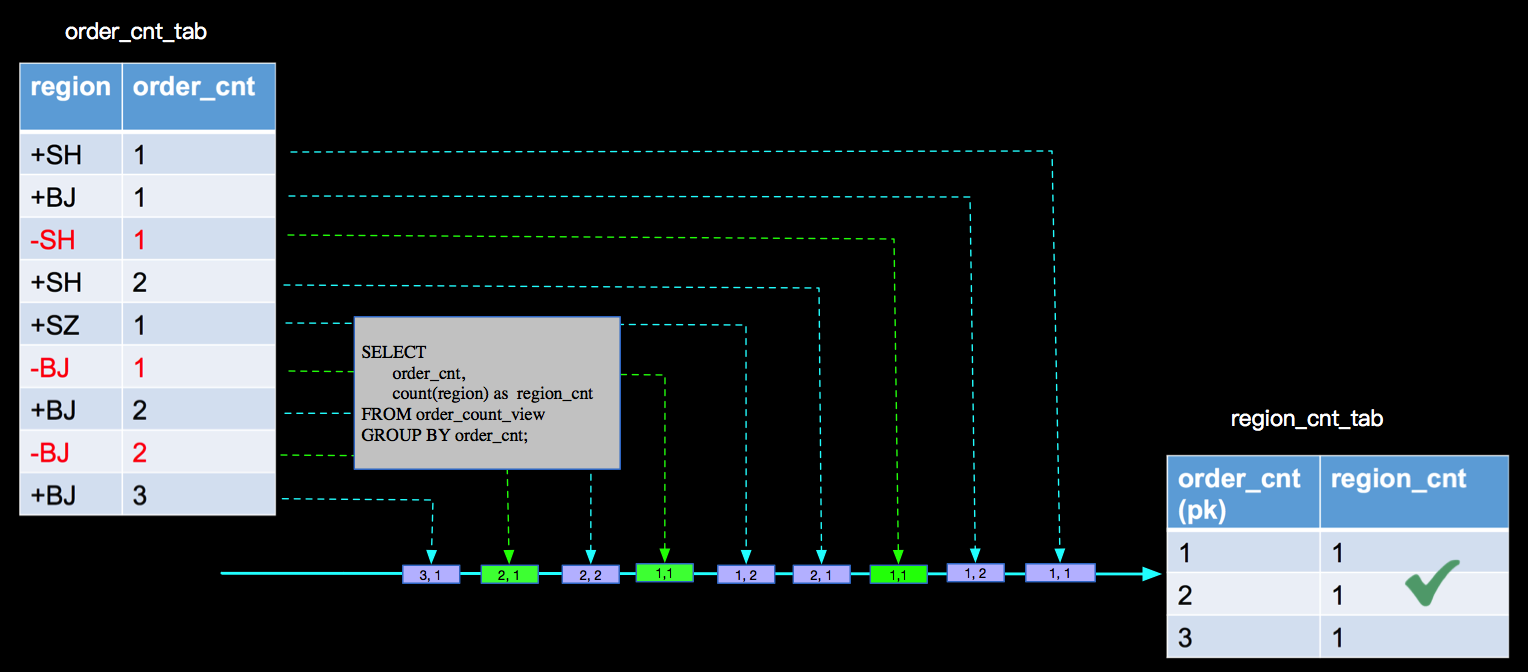 order_cnt_tab
region order_cnt
+SH 1
+BJ 1
-SH 1
+SH 2
+SZ 1
-BJ 1
+BJ 2
-BJ 2
+BJ 3
SELECT
order_cnt,
count(region) as region_cnt
FROM order_count_view
GROUP BY order_cnt;
3, 1 2, 1 2, 2 1,1 1, 2 2, 1 1,1 1, 2 1, 1
region_cnt_tab
order_cnt region_cnt
(pk)
1 1
2 1
3 1